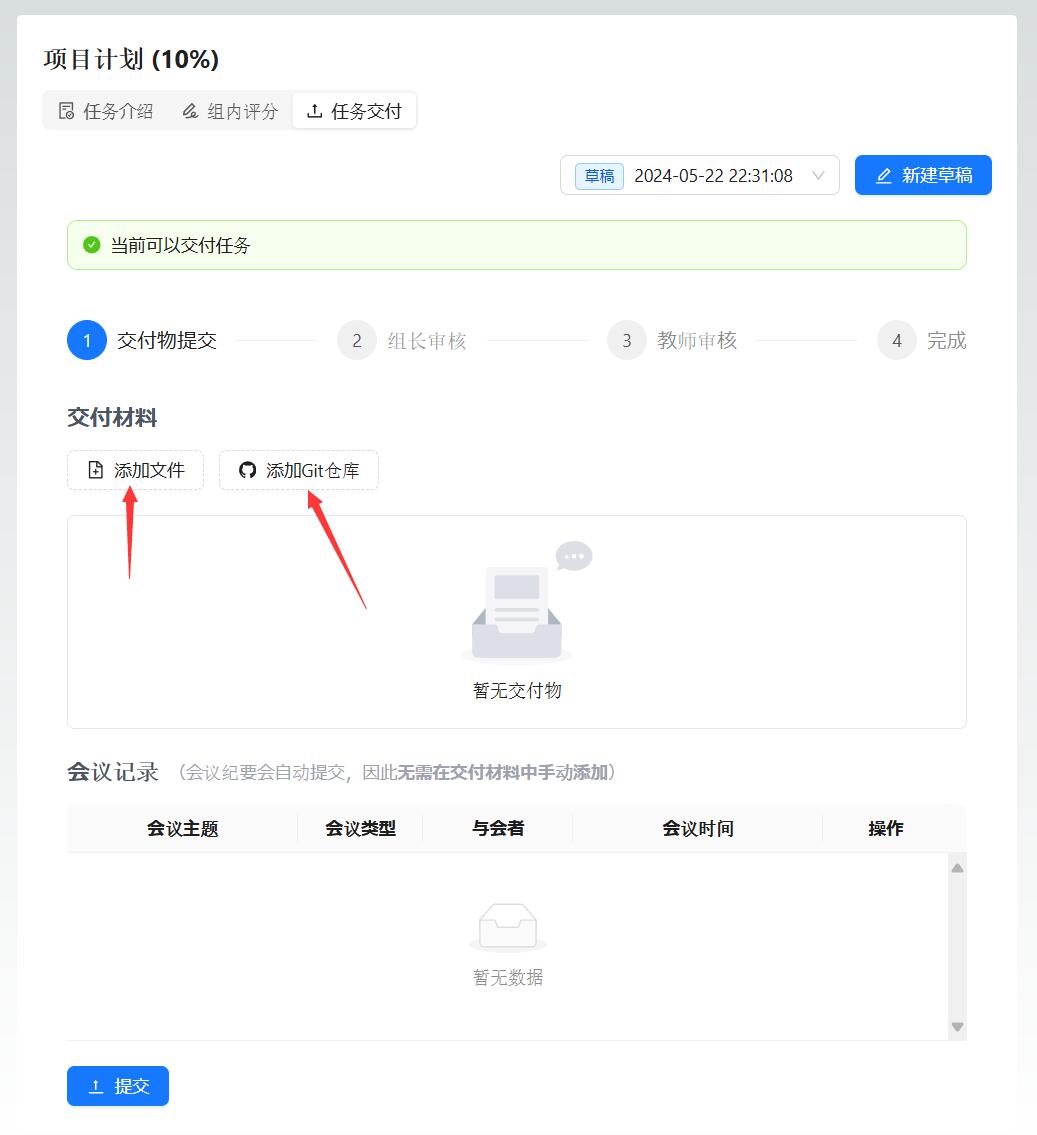 项目计划 (10%)
任务介绍 组内评分 任务交付
草稿 2024-05-22 22:31:08 新建草稿
当前可以交付任务
1 交付物提交 2 组长审核 3 教师审核 4 完成
交付材料
添加文件 添加Git仓库
暂无交付物
会议记录 （会议纪要会自动提交，因此无需在交付材料中手动添加）
会议主题 会议类型 与会者 会议时间 操作
暂无数据
提交